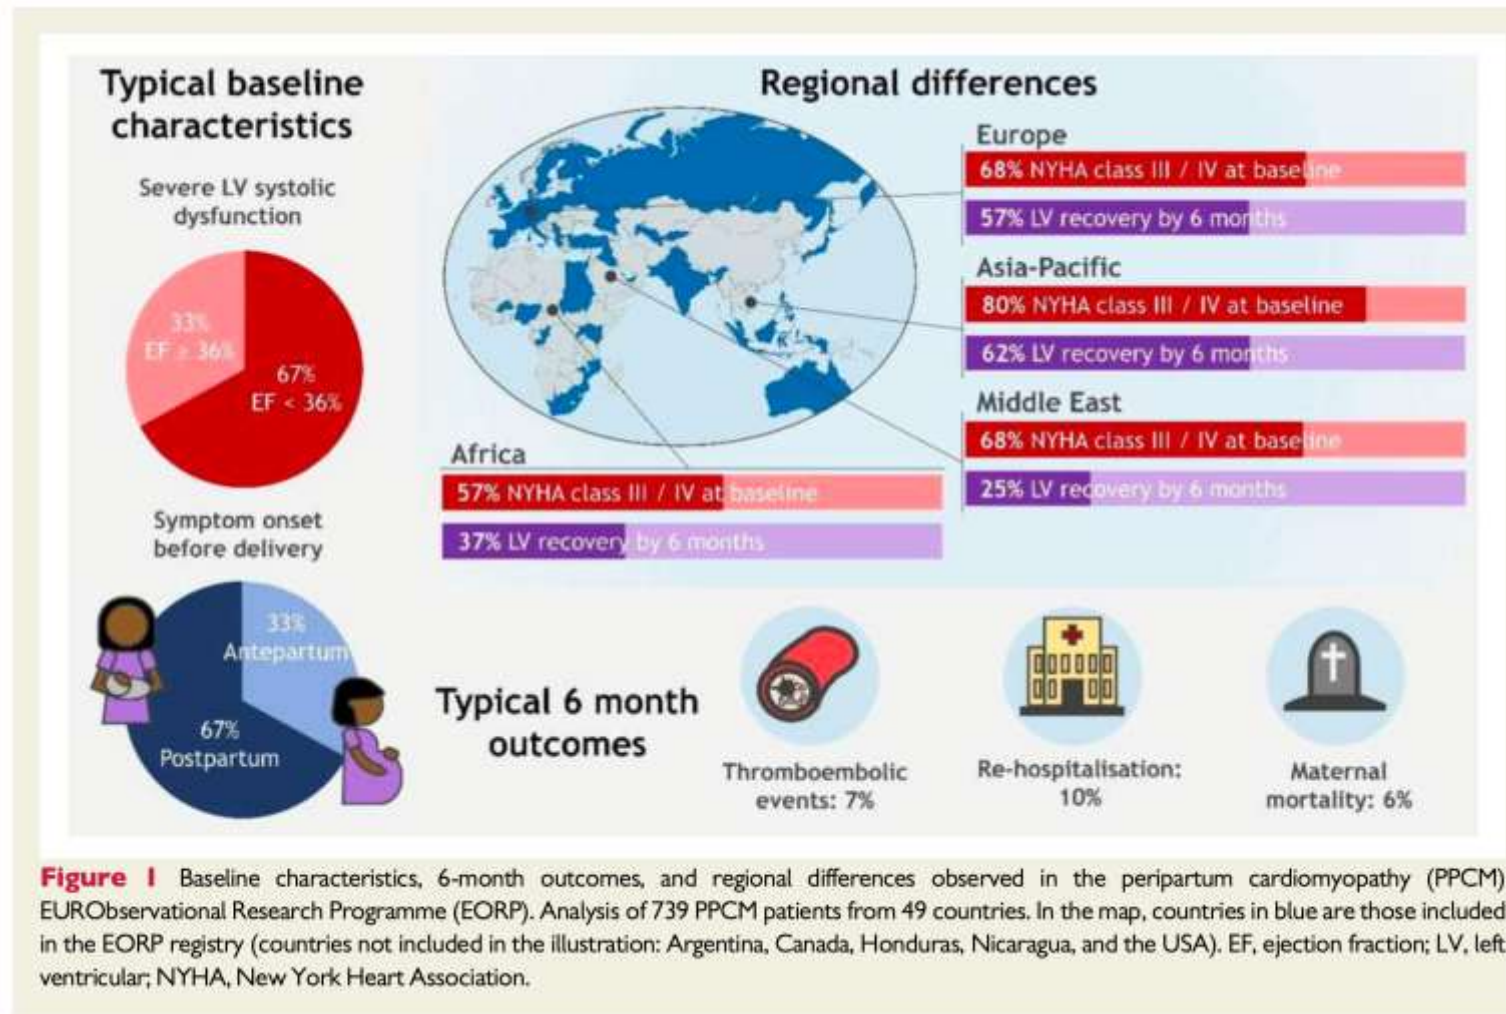 Typical baseline
characteristics
Severe LV systolic
dysfunction
33%
EF ≥ 36%
67%
EF < 36%
Symptom onset
before delivery
33%
Antepartum
67%
Postpartum
Regional differences
Europe
68% NYHA class III / IV at baseline
57% LV recovery by 6 months
Asia-Pacific
80% NYHA class III / IV at baseline
62% LV recovery by 6 months
Middle East
68% NYHA class III / IV at baseline
25% LV recovery by 6 months
Africa
57% NYHA class III / IV at baseline
37% LV recovery by 6 months
Typical 6 month
outcomes
Thromboembolic
events: 7%
Re-hospitalisation:
10%
Maternal
mortality: 6%
Figure 1 Baseline characteristics, 6-month outcomes, and regional differences observed in the peripartum cardiomyopathy (PPCM)
EURObservational Research Programme (EORP). Analysis of 739 PPCM patients from 49 countries. In the map, countries in blue are those included
in the EORP registry (countries not included in the illustration: Argentina, Canada, Honduras, Nicaragua, and the USA). EF, ejection fraction; LV, left
ventricular; NYHA, New York Heart Association.